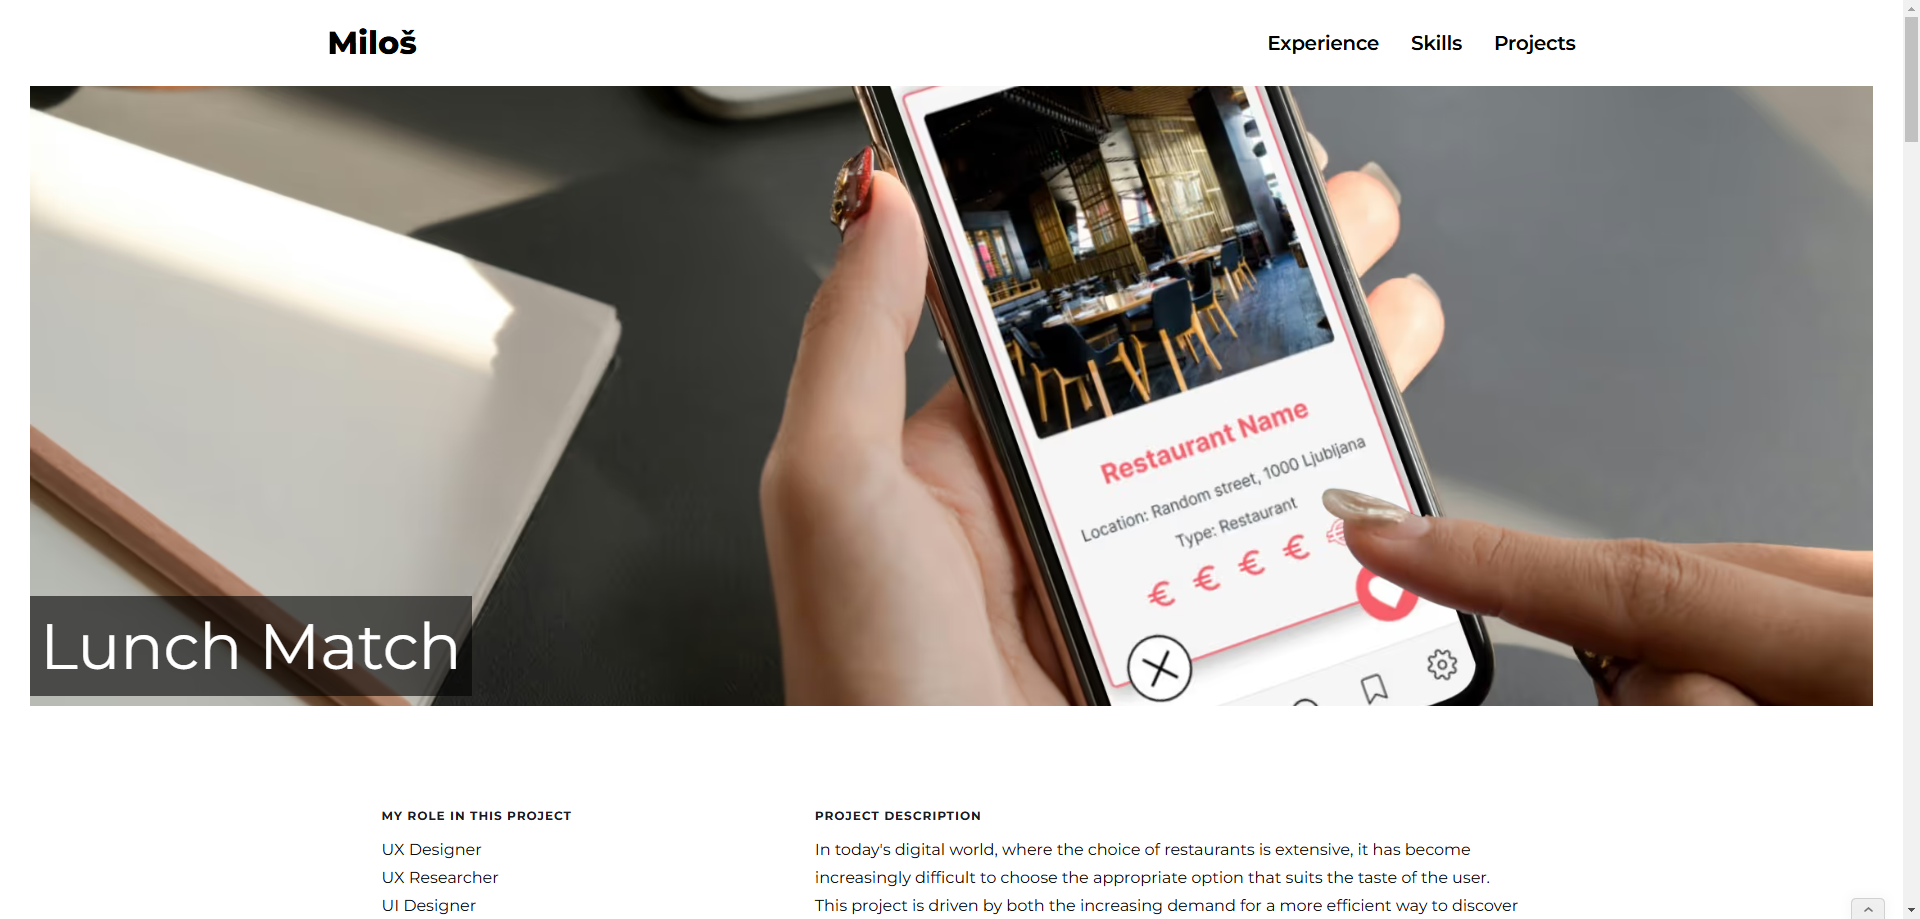 Miloš
Experience Skills Projects
Restaurant Name
Location: Random street, 1000 Ljubljana
Type: Restaurant
€ € € € €
Lunch Match
MY ROLE IN THIS PROJECT
UX Designer
UX Researcher
UI Designer
PROJECT DESCRIPTION
In today's digital world, where the choice of restaurants is extensive, it has become
increasingly difficult to choose the appropriate option that suits the taste of the user.
This project is driven by both the increasing demand for a more efficient way to discover